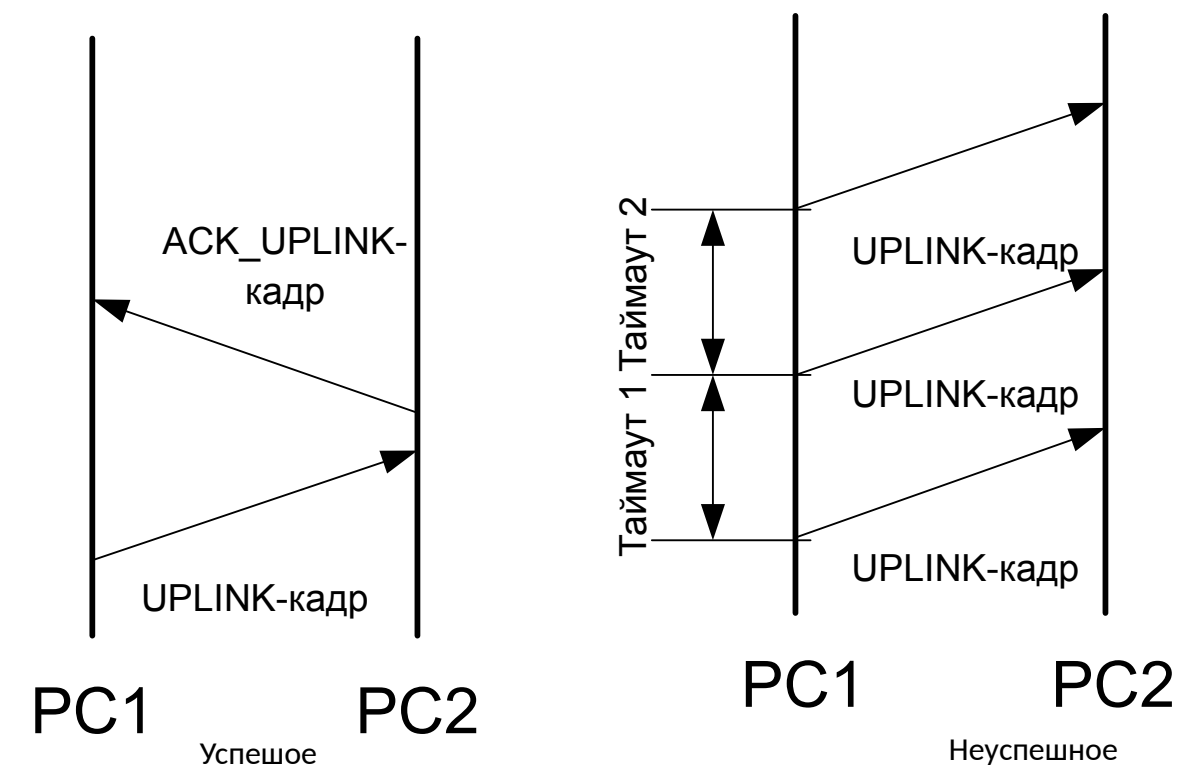 ACK_UPLINK-
кадр
UPLINK-кадр
PC1
PC2
Успешое
Таймаут 2
Таймаут 1
UPLINK-кадр
UPLINK-кадр
UPLINK-кадр
PC1
PC2
Неуспешное